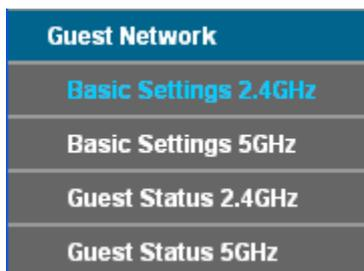 Guest Network
Basic Settings 2.4GHz
Basic Settings 5GHz
Guest Status 2.4GHz
Guest Status 5GHz